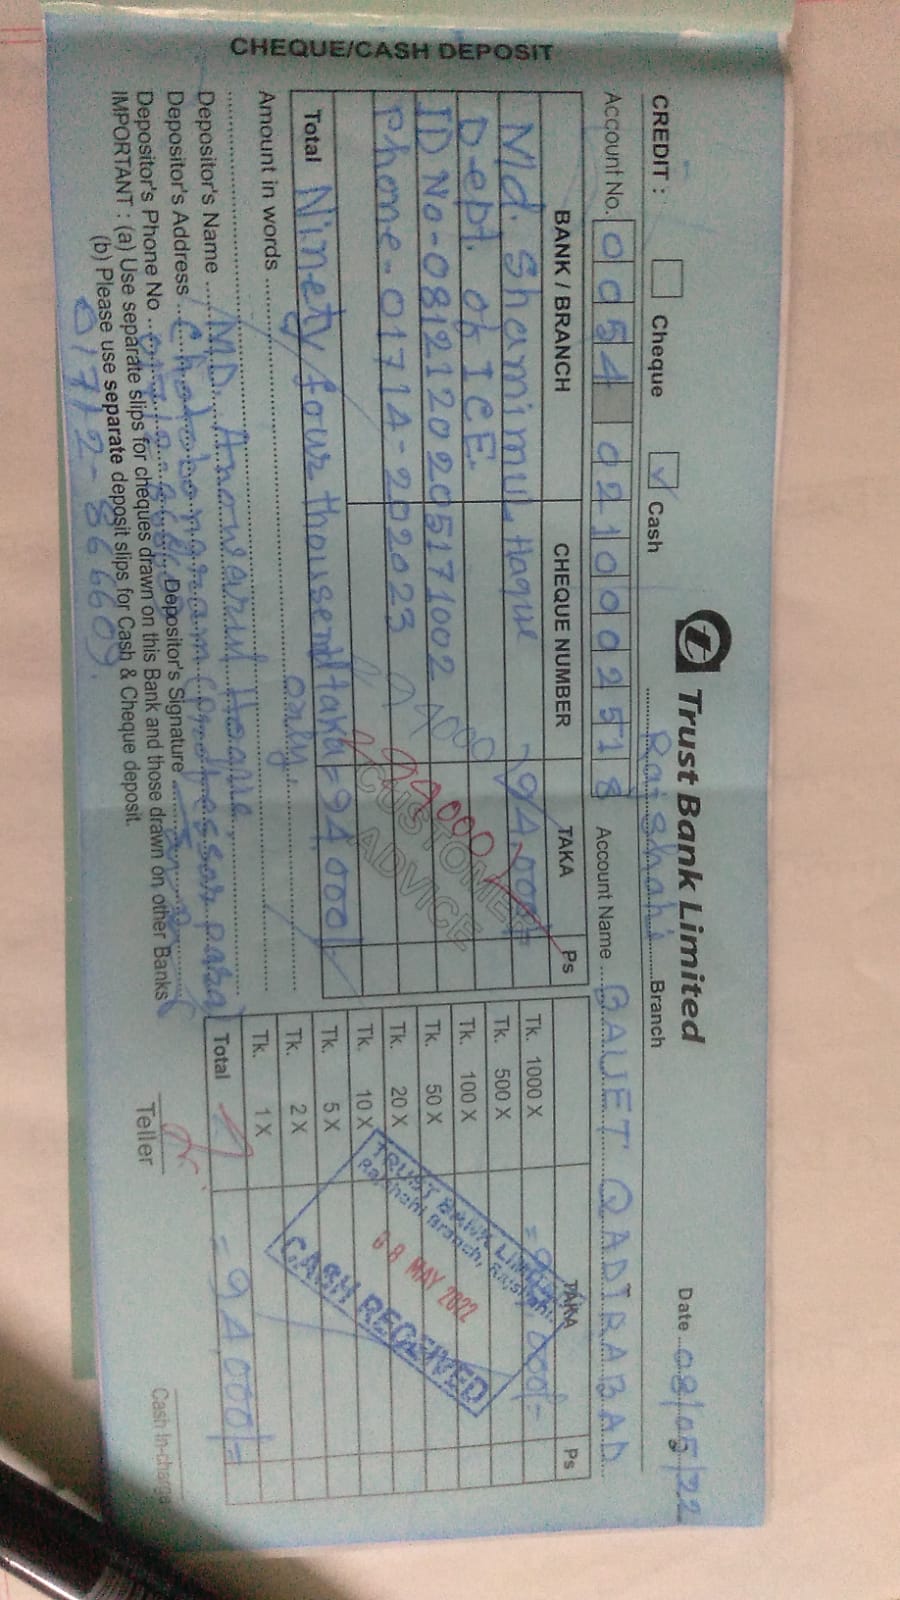 Trust Bank Limited
Date 08/05/22
CREDIT : Cheque Cash
Rajshahi Branch
Account No. 0054 0210002518 Account Name BAUET QADIRABAD
CHEQUE/CASH DEPOSIT
BANK / BRANCH CHEQUE NUMBER TAKA Ps
Md. Shamimul Haque 94,000/-
Dept. of ICE.
ID No-0812120205171002
Phone-01714-202023
94000
94000
CUSTOMER
ADVICE
Total Ninety four thousend taka =94,000/-
only.
Amount in words
Depositor's Name MD. Anowarul Hoque,
Depositor's Address Chotobongram (professor para)
Depositor's Phone No 01712-866609 Depositor's Signature
IMPORTANT : (a) Use separate slips for cheques drawn on this Bank and those drawn on other Banks
(b) Please use separate deposit slips for Cash & Cheque deposit.
01712-866609.
TAKA Ps
Tk. 1000 X =94,000/-
Tk. 500 X
Tk. 100 X
Tk. 50 X
Tk. 20 X
Tk. 10 X
Tk. 5 X
Tk. 2 X
Tk. 1 X
Total =94,000/=
TRUST BANK LIMITED
Rajshahi Branch, Rajshahi.
08 MAY 2022
CASH RECEIVED
Teller
Cash In-charge